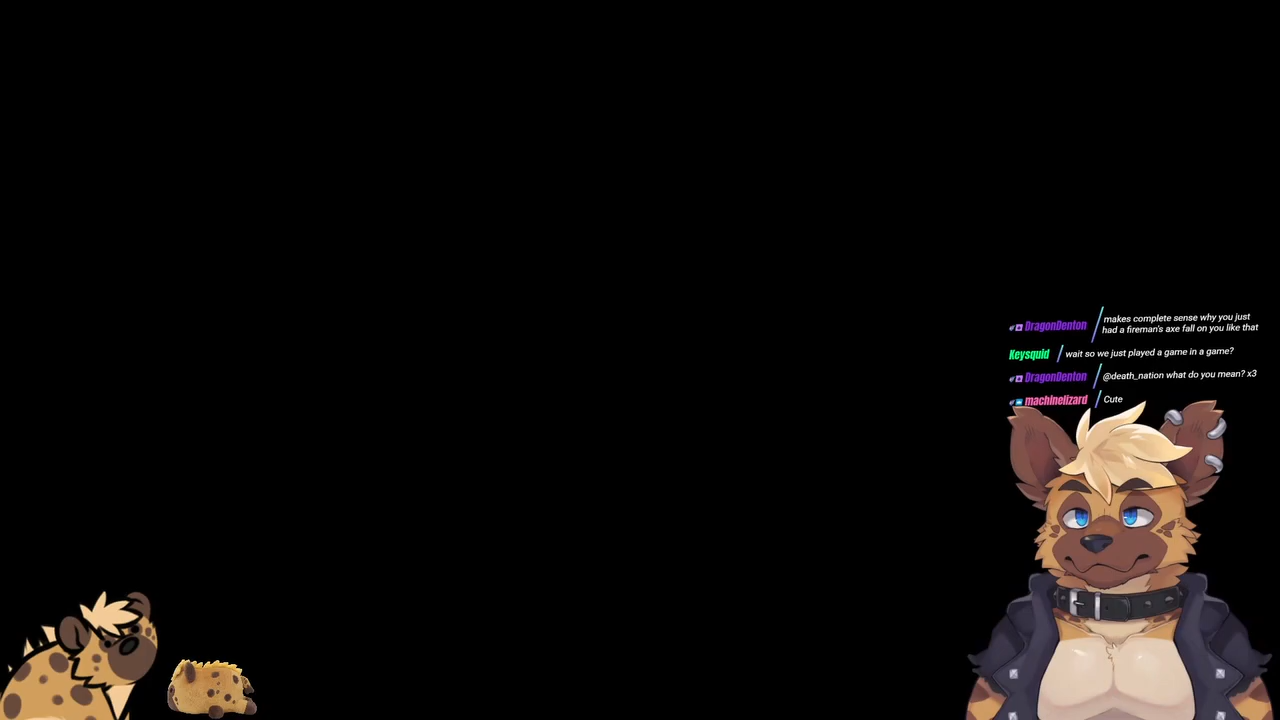 DragonDenton makes complete sense why you just
had a fireman's axe fall on you like that
Keysquid wait so we just played a game in a game?
DragonDenton @death_nation what do you mean? x3
machinelizard Cute